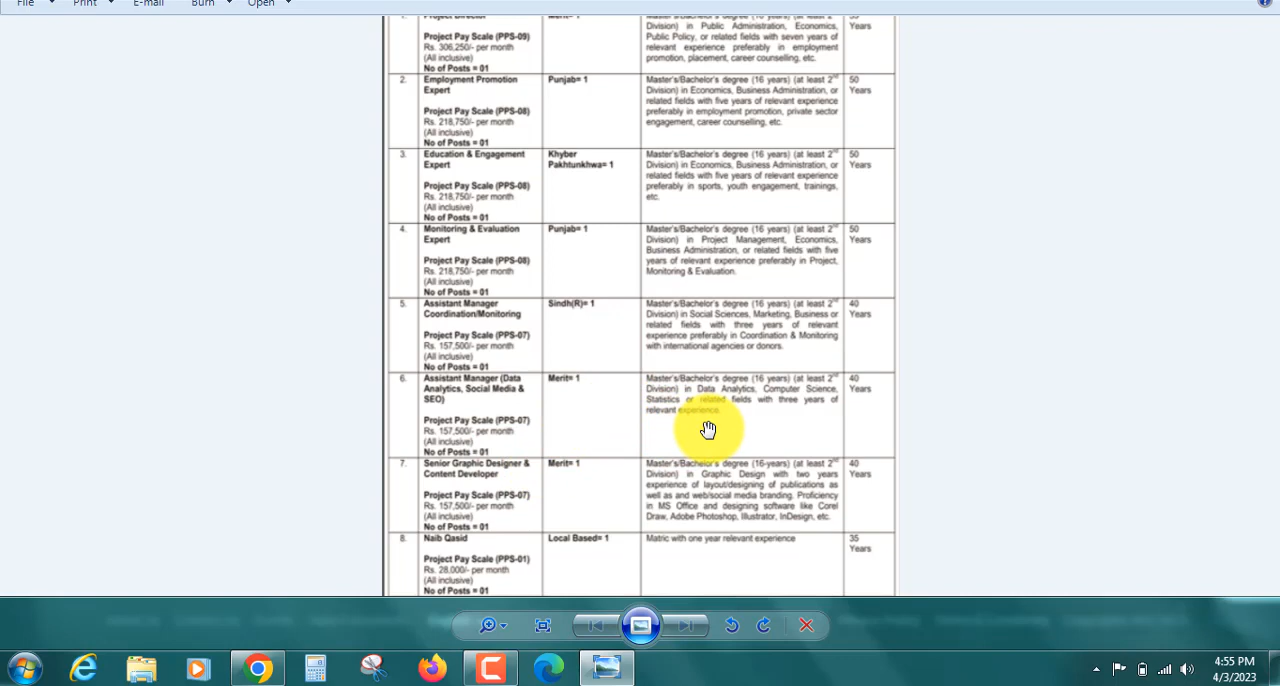 File Print E-mail Burn Open
1. Project Director Merit= 1 Master's/Bachelor's degree (16 years) (at least 2nd 55
Division) in Public Administration, Economics, Years
Project Pay Scale (PPS-09) Public Policy, or related fields with seven years of
Rs. 306,250/- per month relevant experience preferably in employment
(All inclusive) promotion, placement, career counselling, etc.
No of Posts = 01
2. Employment Promotion Punjab= 1 Master's/Bachelor's degree (16 years) (at least 2nd 50
Expert Division) in Economics, Business Administration, or Years
related fields with five years of relevant experience
Project Pay Scale (PPS-08) preferably in employment promotion, private sector
Rs. 218,750/- per month engagement, career counselling, etc.
(All inclusive)
No of Posts = 01
3. Education & Engagement Khyber Master's/Bachelor's degree (16 years) (at least 2nd 50
Expert Pakhtunkhwa= 1 Division) in Economics, Business Administration, or Years
related fields with five years of relevant experience
Project Pay Scale (PPS-08) preferably in sports, youth engagement, trainings,
Rs. 218,750/- per month etc.
(All inclusive)
No of Posts = 01
4. Monitoring & Evaluation Punjab= 1 Master's/Bachelor's degree (16 years) (at least 2nd 50
Expert Division) in Project Management, Economics, Years
Business Administration, or related fields with five
Project Pay Scale (PPS-08) years of relevant experience preferably in Project,
Rs. 218,750/- per month Monitoring & Evaluation.
(All inclusive)
No of Posts = 01
5. Assistant Manager Sindh(R)= 1 Master's/Bachelor's degree (16 years) (at least 2nd 40
Coordination/Monitoring Division) in Social Sciences, Marketing, Business or Years
related fields with three years of relevant
Project Pay Scale (PPS-07) experience preferably in Coordination & Monitoring
Rs. 157,500/- per month with international agencies or donors.
(All inclusive)
No of Posts = 01
6. Assistant Manager (Data Merit= 1 Master's/Bachelor's degree (16 years) (at least 2nd 40
Analytics, Social Media & Division) in Data Analytics, Computer Science, Years
SEO) Statistics or related fields with three years of
relevant experience.
Project Pay Scale (PPS-07)
Rs. 157,500/- per month
(All inclusive)
No of Posts = 01
7. Senior Graphic Designer & Merit= 1 Master's/Bachelor's degree (16-years) (at least 2nd 40
Content Developer Division) in Graphic Design with two years Years
experience of layout/designing of publications as
Project Pay Scale (PPS-07) well as and web/social media branding. Proficiency
Rs. 157,500/- per month in MS Office and designing software like Corel
(All inclusive) Draw, Adobe Photoshop, Illustrator, InDesign, etc.
No of Posts = 01
8. Naib Qasid Local Based= 1 Matric with one year relevant experience 35
Years
Project Pay Scale (PPS-01)
Rs. 28,000/- per month
(All inclusive)
No of Posts = 01
4:55 PM
4/3/2023